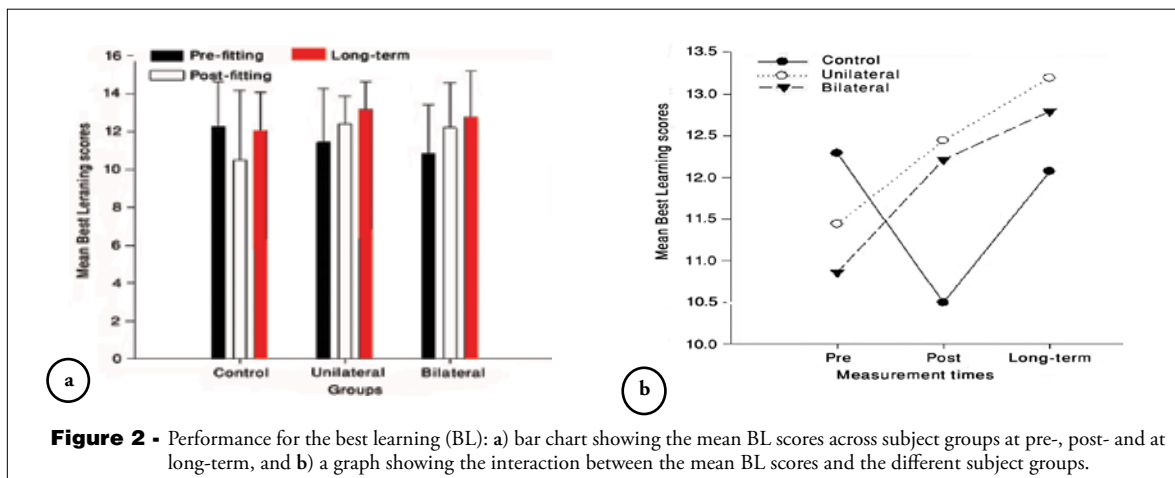 16
14
12
10
8
6
4
2
0
Mean Best Leraning scores
Pre-fitting
Long-term
Post-fitting
Control
Unilateral
Bilateral
Groups
a
13.5
13.0
12.5
12.0
11.5
11.0
10.5
10.0
Mean Best Learning scores
Control
Unilateral
Bilateral
Pre
Post
Long-term
Measurement times
b
Figure 2 - Performance for the best learning (BL): a) bar chart showing the mean BL scores across subject groups at pre-, post- and at
long-term, and b) a graph showing the interaction between the mean BL scores and the different subject groups.